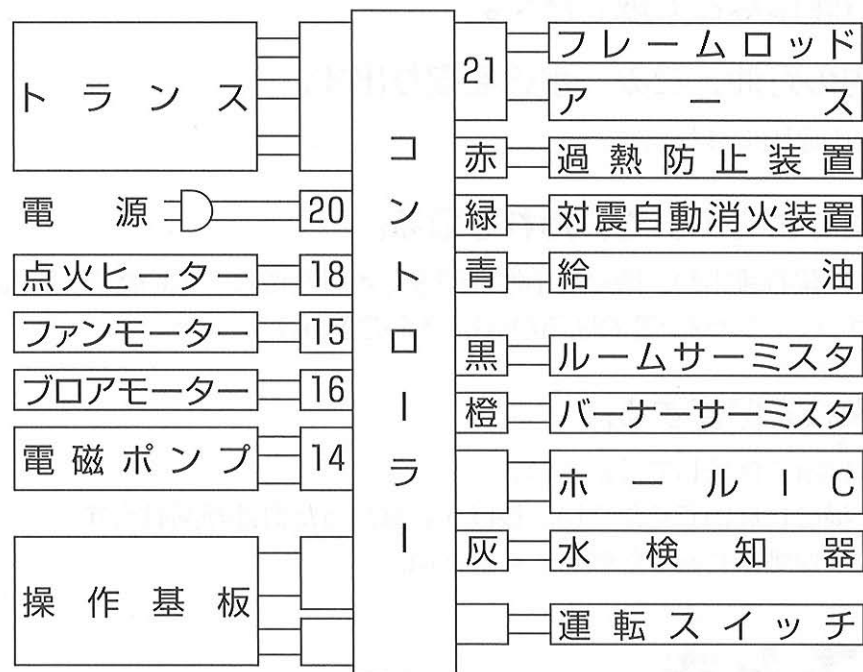 トランス
電源 20
点火ヒーター 18
ファンモーター 15
ブロアモーター 16
電磁ポンプ 14
操作基板
コントローラー
21 フレームロッド
アース
赤 過熱防止装置
緑 対震自動消火装置
青 給油
黒 ルームサーミスタ
橙 バーナーサーミスタ
ホールIC
灰 水検知器
運転スイッチ